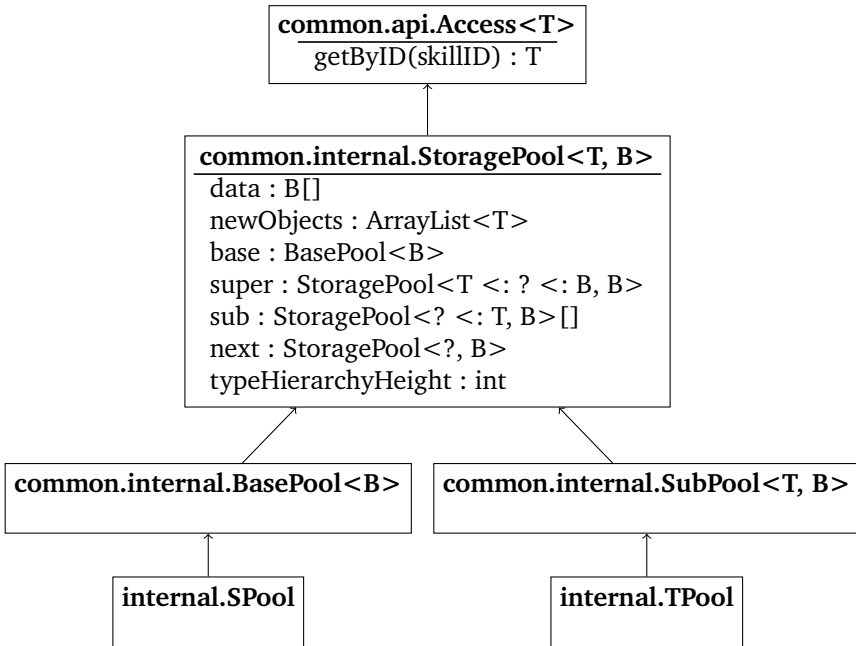 common.api.Access<T>
getByID(skillID) : T
common.internal.StoragePool<T, B>
data : B[]
newObjects : ArrayList<T>
base : BasePool<B>
super : StoragePool<T <: ? <: B, B>
sub : StoragePool<? <: T, B>[]
next : StoragePool<?, B>
typeHierarchyHeight : int
common.internal.BasePool<B>
common.internal.SubPool<T, B>
internal.SPool
internal.TPool